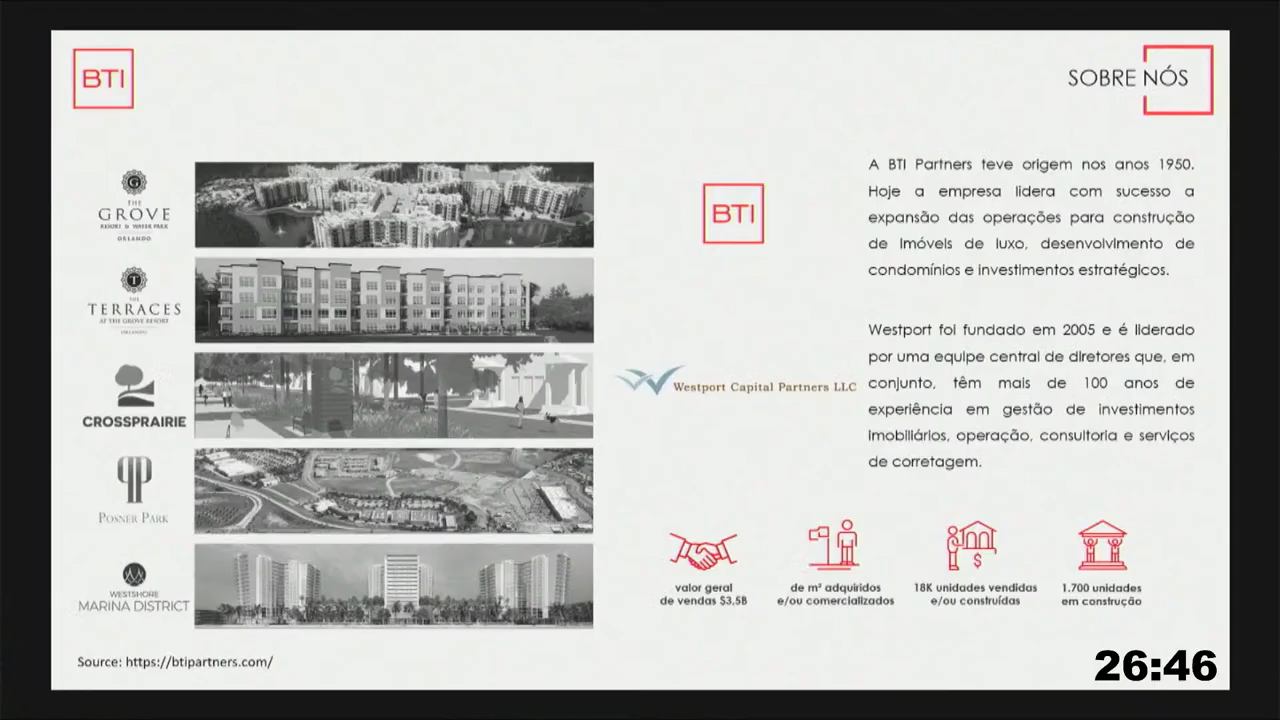 BTI
SOBRE NÓS
THE
GROVE
RESORT & WATER PARK
ORLANDO
THE
TERRACES
AT THE GROVE RESORT
ORLANDO
CROSSPRAIRIE
POSNER PARK
WESTSHORE
MARINA DISTRICT
BTI
A BTI Partners teve origem nos anos 1950.
Hoje a empresa lidera com sucesso a
expansão das operações para construção
de imóveis de luxo, desenvolvimento de
condomínios e investimentos estratégicos.
Westport Capital Partners LLC
Westport foi fundado em 2005 e é liderado
por uma equipe central de diretores que, em
conjunto, têm mais de 100 anos de
experiência em gestão de investimentos
imobiliários, operação, consultoria e serviços
de corretagem.
valor geral
de vendas $3,5B
de m² adquiridos
e/ou comercializados
18K unidades vendidas
e/ou construídas
1.700 unidades
em construção
Source: https://btipartners.com/
26:46